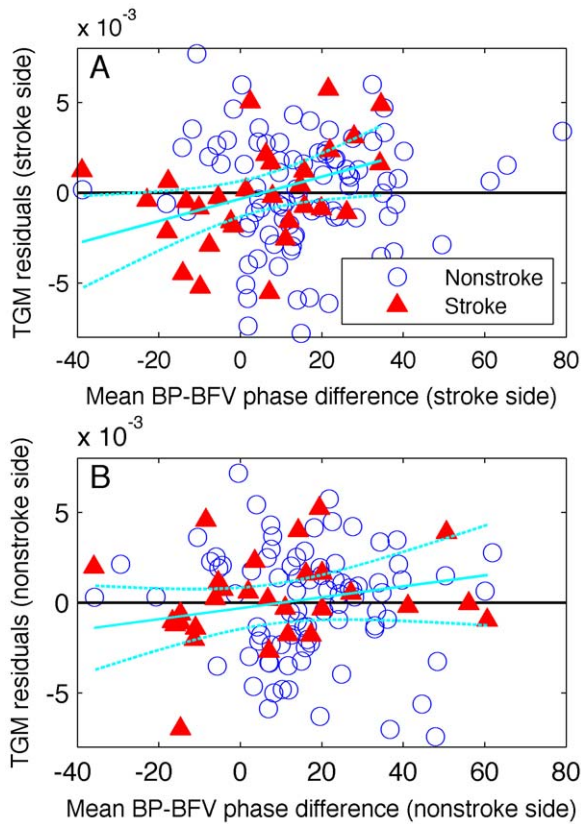 x 10⁻³
A
5
0
-5
TGM residuals (stroke side)
Nonstroke
Stroke
-40 -20 0 20 40 60 80
Mean BP-BFV phase difference (stroke side)
x 10⁻³
B
5
0
-5
TGM residuals (nonstroke side)
-40 -20 0 20 40 60 80
Mean BP-BFV phase difference (nonstroke side)